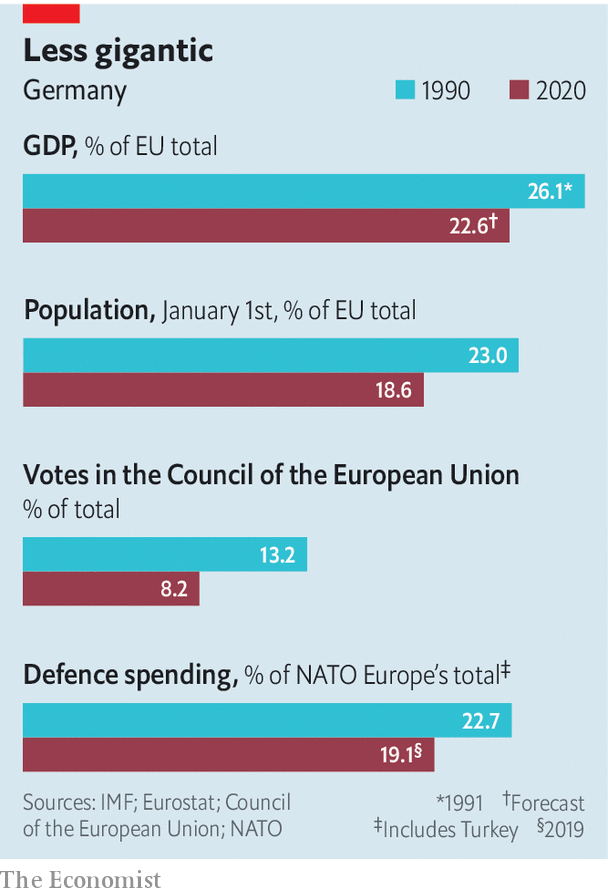 Less gigantic
Germany
1990 2020
GDP, % of EU total
26.1*
22.6†
Population, January 1st, % of EU total
23.0
18.6
Votes in the Council of the European Union
% of total
13.2
8.2
Defence spending, % of NATO Europe’s total‡
22.7
19.1§
Sources: IMF; Eurostat; Council
of the European Union; NATO
*1991 †Forecast
‡Includes Turkey §2019
The Economist